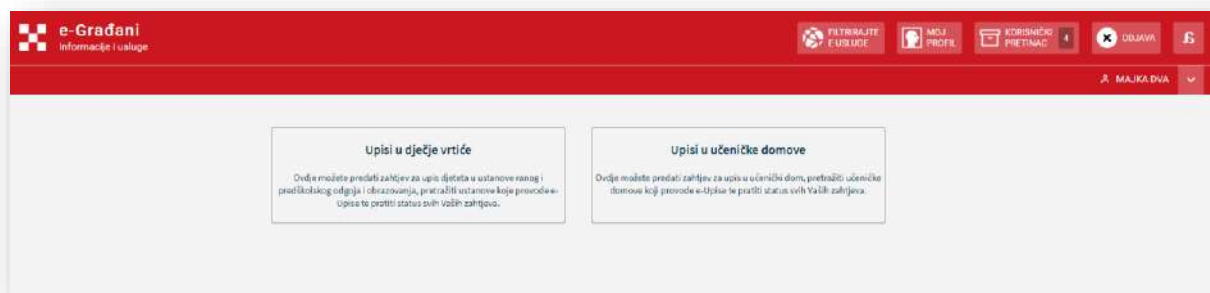 e-Građani
Informacije i usluge
FILTRIRAJTE
E USLUGE
MOJ
PROFIL
KORISNIČKI
PRETINAC
4
ODJAVA
MAJKA DVA
Upisi u dječje vrtiće
Ovdje možete predati zahtjev za upis djeteta u ustanove ranog i
predškolskog odgoja i obrazovanja, pretražiti ustanove koje provode e-
Upise te pratiti status svih Vaših zahtjeva.
Upisi u učeničke domove
Ovdje možete predati zahtjev za upis u učenički dom, pretražiti učeničke
domove koji provode e-Upise te pratiti status svih Vaših zahtjeva.